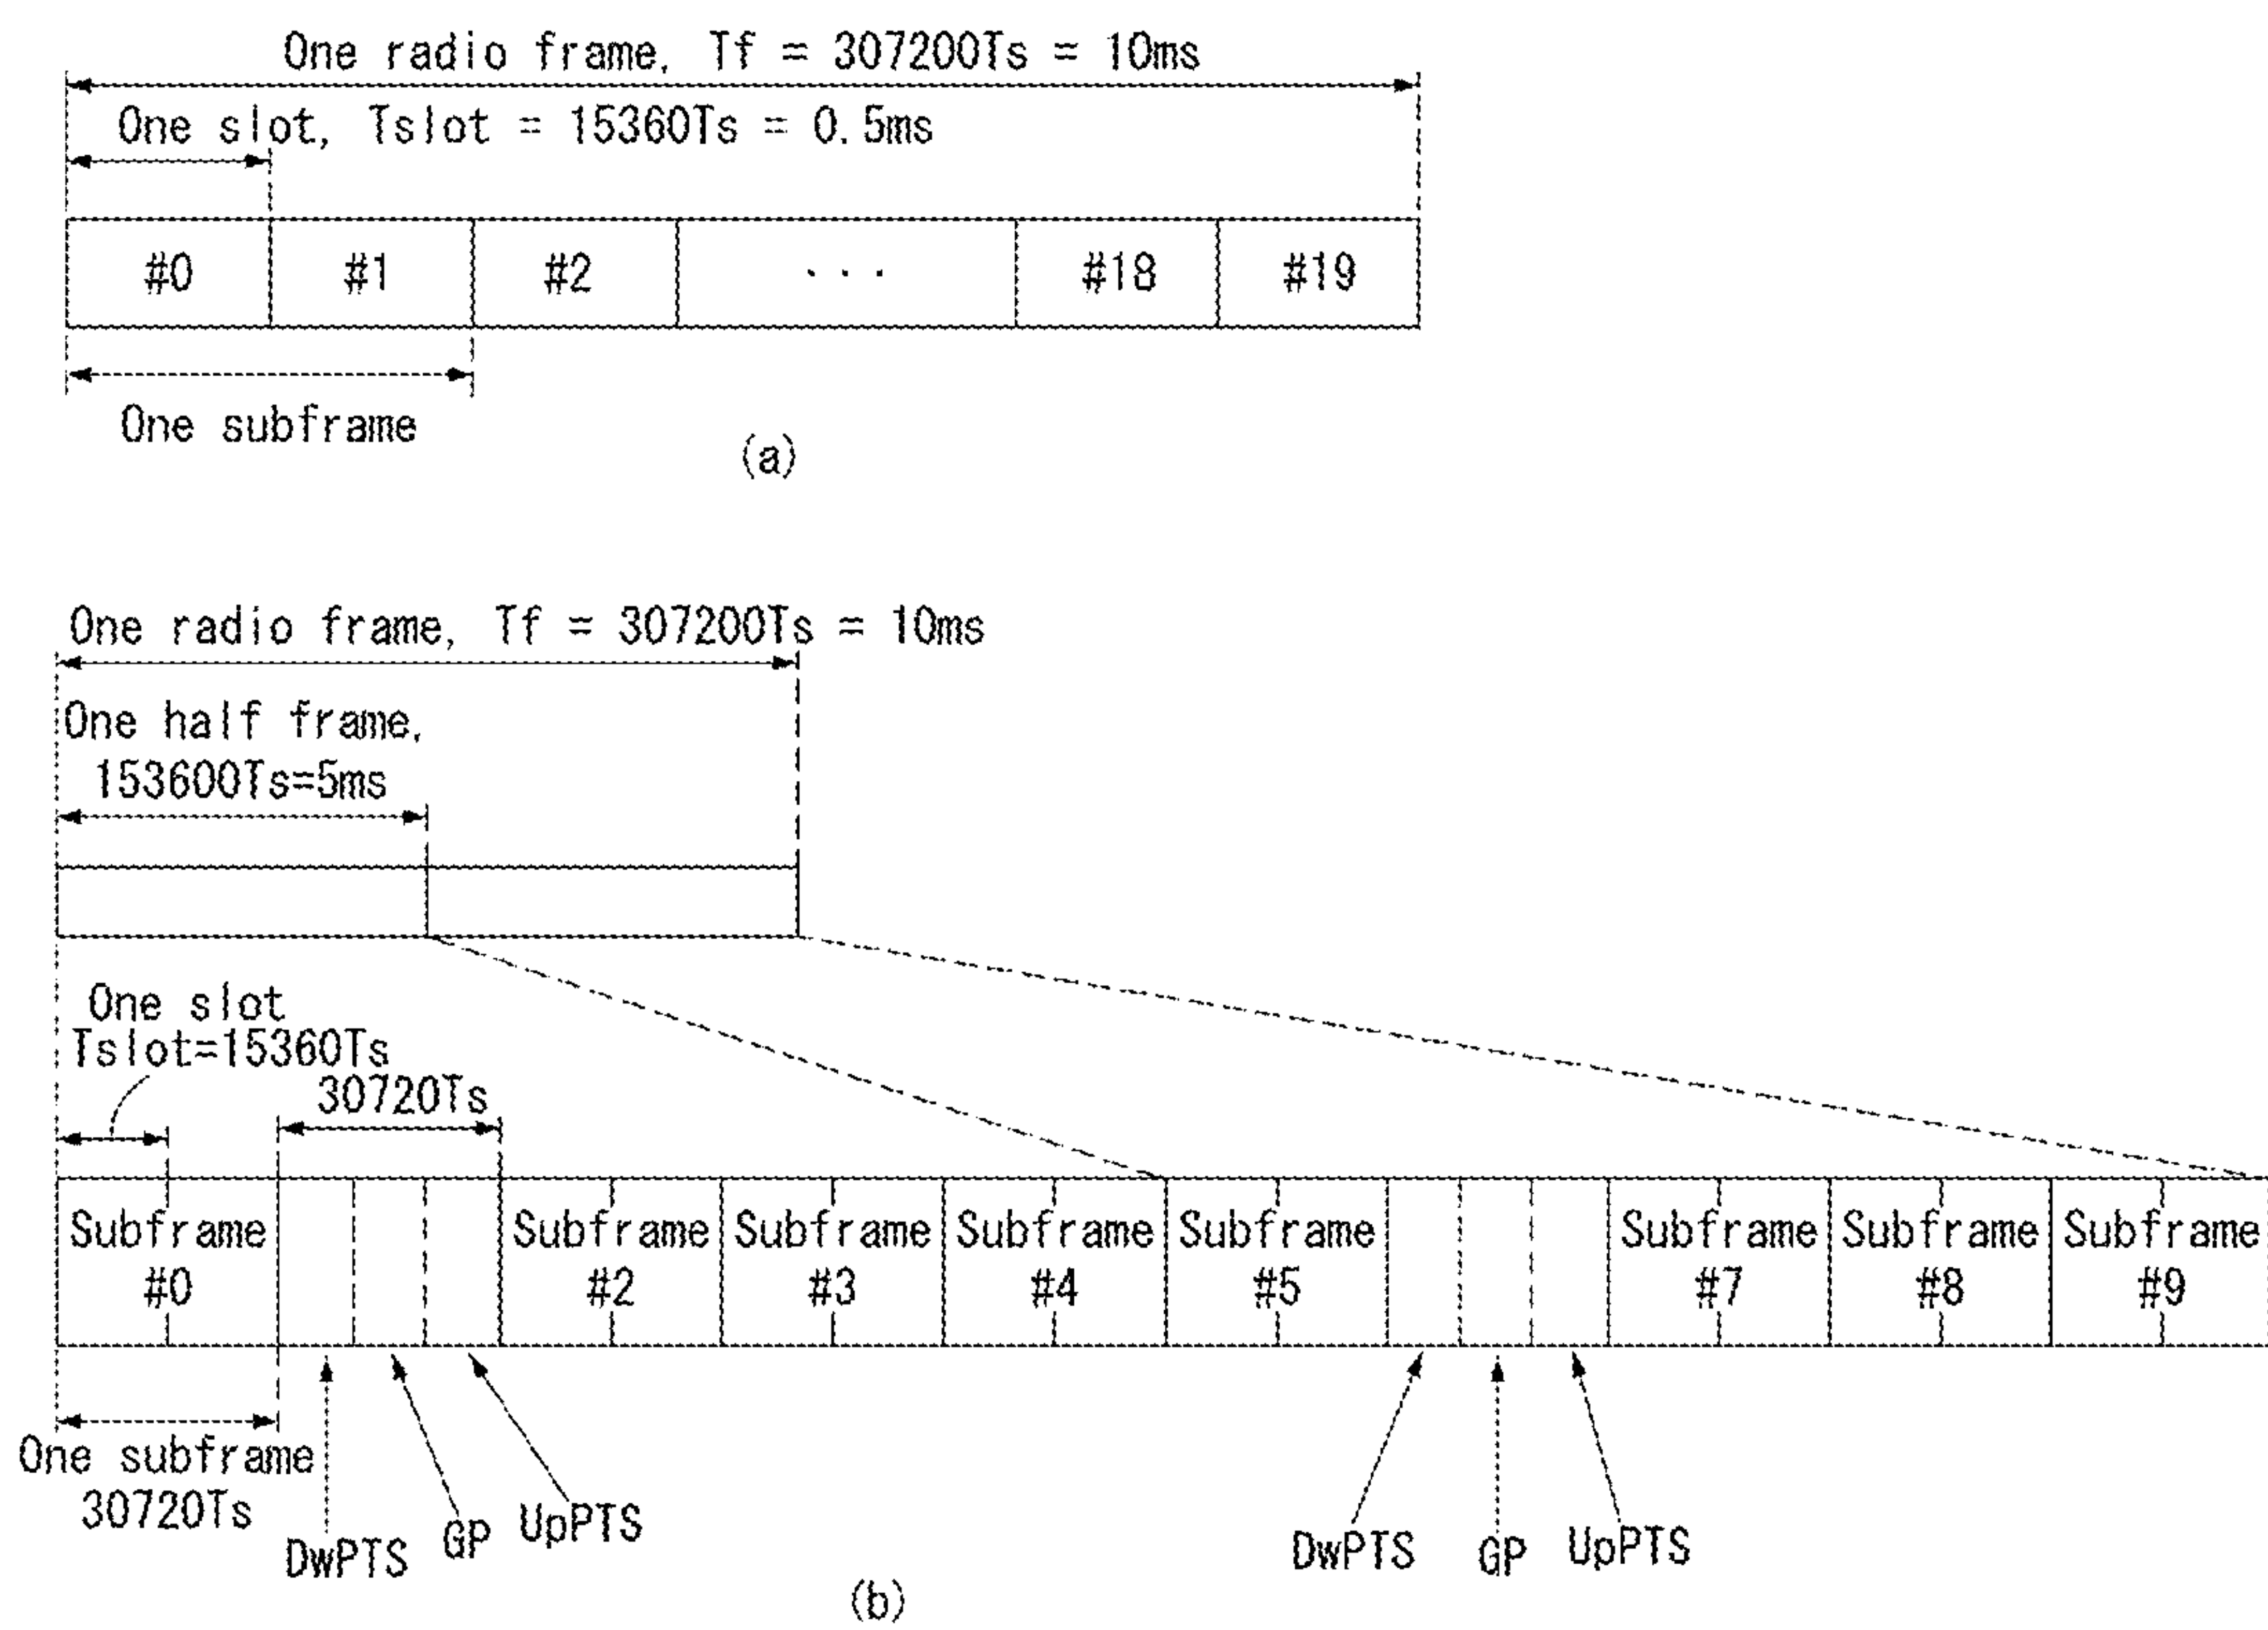 One radio frame, Tf = 307200Ts = 10ms
One slot, Tslot = 15360Ts = 0.5ms
#0 #1 #2 ... #18 #19
One subframe
(a)
One radio frame, Tf = 307200Ts = 10ms
One half frame,
153600Ts=5ms
One slot
Tslot=15360Ts
30720Ts
Subframe Subframe Subframe Subframe Subframe Subframe Subframe Subframe
#0 #2 #3 #4 #5 #7 #8 #9
One subframe
30720Ts
DwPTS GP UpPTS DwPTS GP UpPTS
(b)